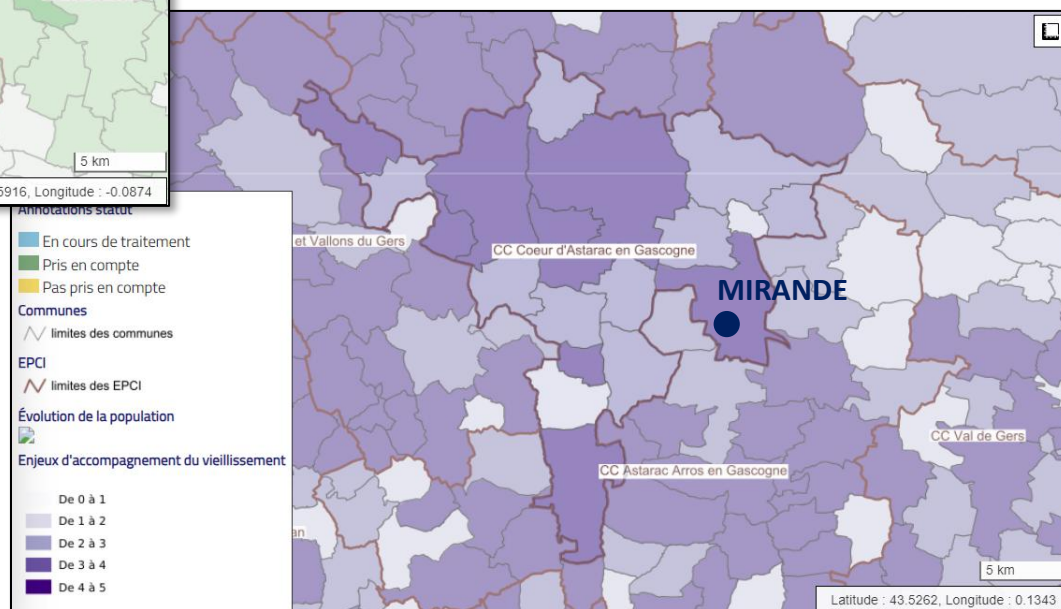 5 km
5916, Longitude : -0.0874
Annotations statut
En cours de traitement
Pris en compte
Pas pris en compte
Communes
limites des communes
EPCI
limites des EPCI
Évolution de la population
Enjeux d'accompagnement du vieillissement
De 0 à 1
De 1 à 2
De 2 à 3
De 3 à 4
De 4 à 5
et Vallons du Gers
CC Coeur d'Astarac en Gascogne
MIRANDE
CC Val de Gers
CC Astarac Arros en Gascogne
an
5 km
Latitude : 43.5262, Longitude : 0.1343